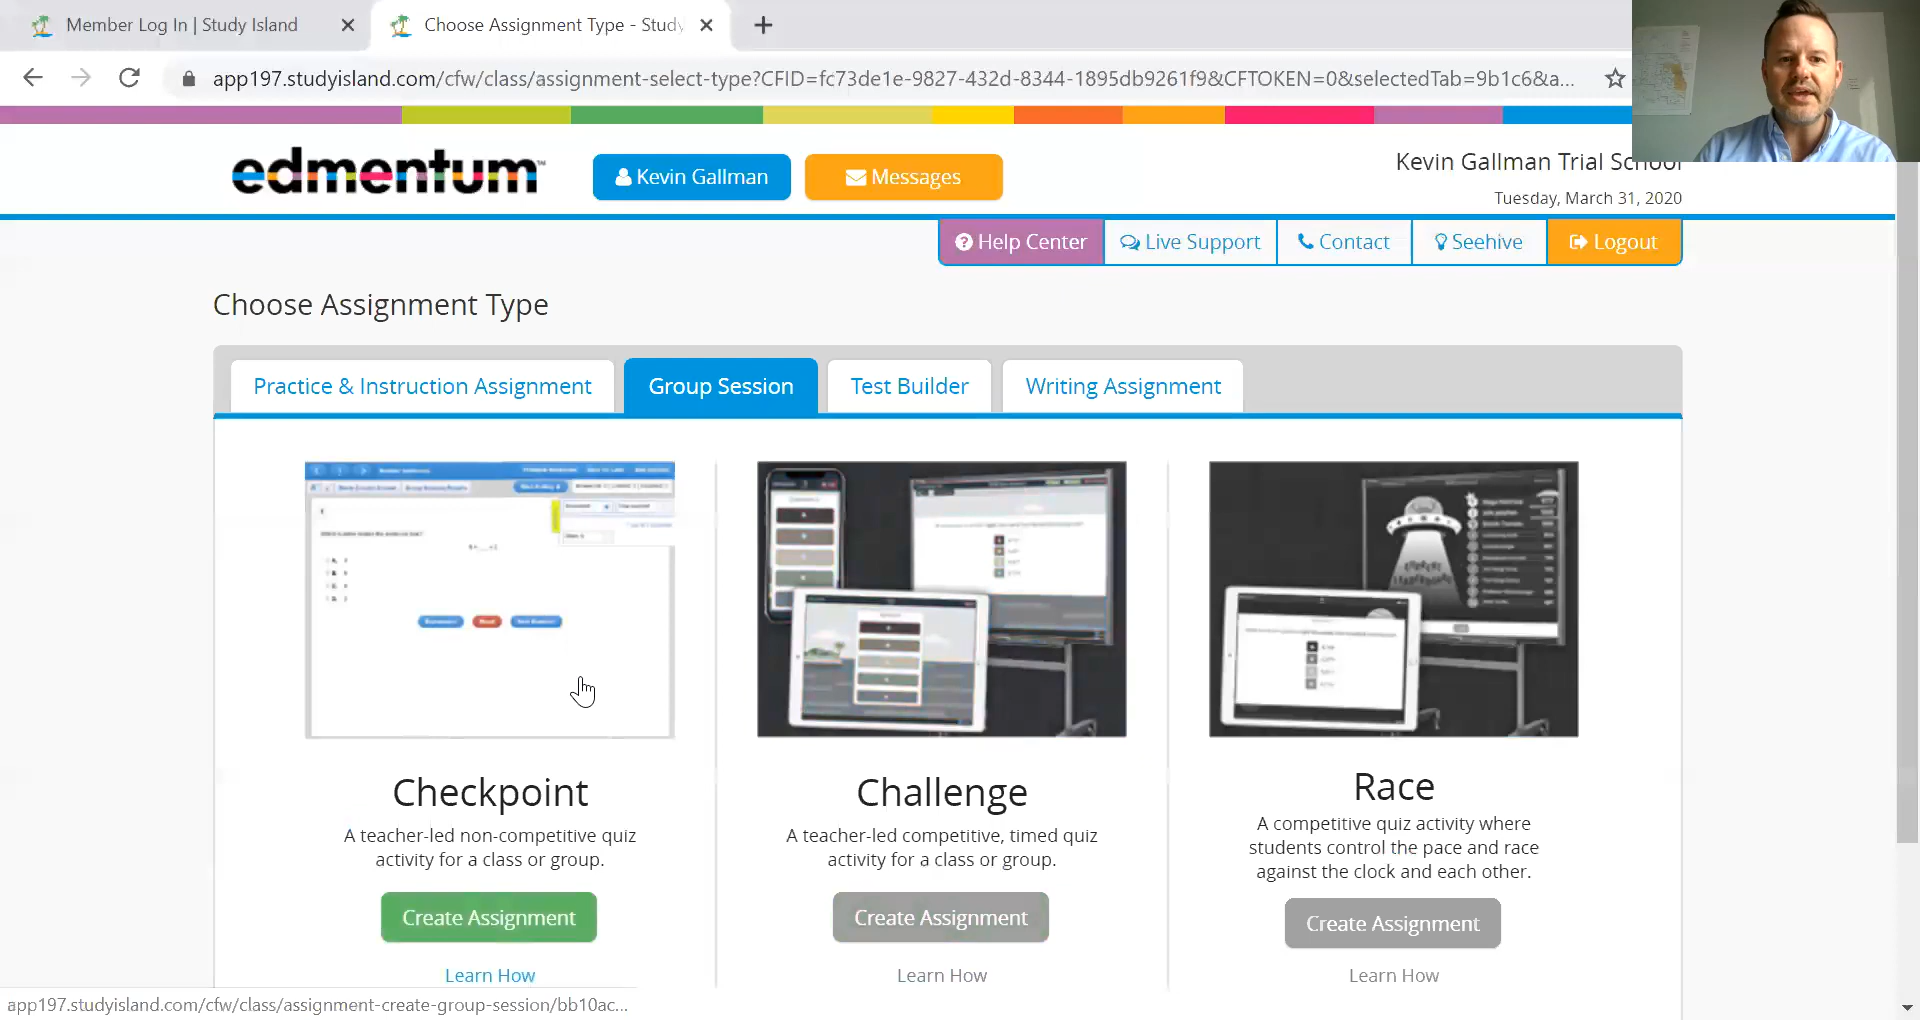 Member Log In | Study Island
Choose Assignment Type - Study
app197.studyisland.com/cfw/class/assignment-select-type?CFID=fc73de1e-9827-432d-8344-1895db9261f9&CFTOKEN=0&selectedTab=9b1c6&a...
edmentum™
Kevin Gallman
Messages
Kevin Gallman Trial School
Tuesday, March 31, 2020
Help Center
Live Support
Contact
Seehive
Logout
Choose Assignment Type
Practice & Instruction Assignment
Group Session
Test Builder
Writing Assignment
Checkpoint
A teacher-led non-competitive quiz
activity for a class or group.
Create Assignment
Learn How
Challenge
A teacher-led competitive, timed quiz
activity for a class or group.
Create Assignment
Learn How
Race
A competitive quiz activity where
students control the pace and race
against the clock and each other.
Create Assignment
Learn How
app197.studyisland.com/cfw/class/assignment-create-group-session/bb10ac...